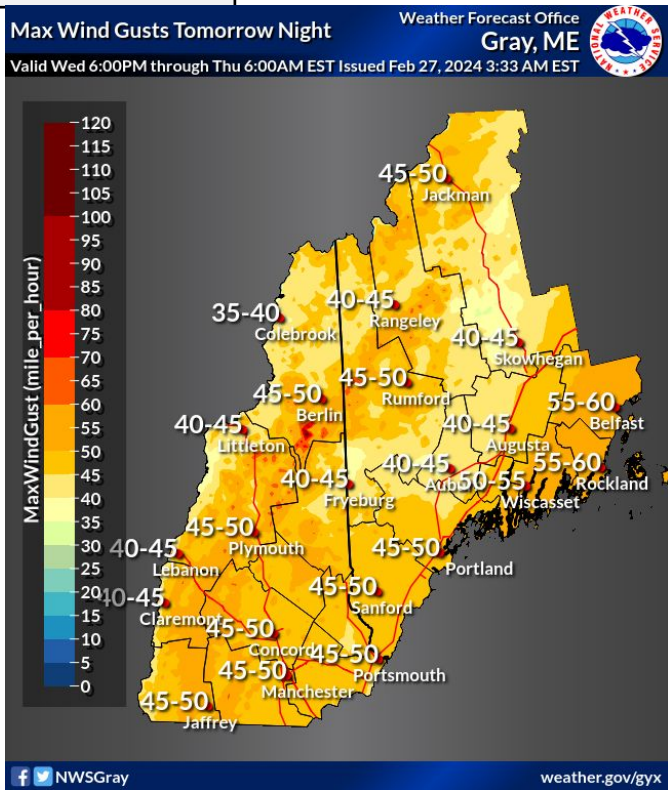 Max Wind Gusts Tomorrow Night
Weather Forecast Office
Gray, ME
Valid Wed 6:00PM through Thu 6:00AM EST Issued Feb 27, 2024 3:33 AM EST
NATIONAL WEATHER SERVICE
MaxWindGust (mile_per_hour)
120
115
110
105
100
95
90
85
80
75
70
65
60
55
50
45
40
35
30
25
20
15
10
5
0
45-50
Jackman
35-40
Colebrook
40-45
Rangeley
40-45
Skowhegan
45-50
Berlin
45-50
Rumford
55-60
Belfast
40-45
Littleton
40-45
Augusta
40-45
Fryeburg
40-45
50-55
Wiscasset
55-60
Rockland
45-50
Plymouth
45-50
Portland
40-45
Lebanon
40-45
Claremont
45-50
Sanford
45-50
Concord
45-50
Portsmouth
45-50
Manchester
45-50
Jaffrey
NWSGray
weather.gov/gyx